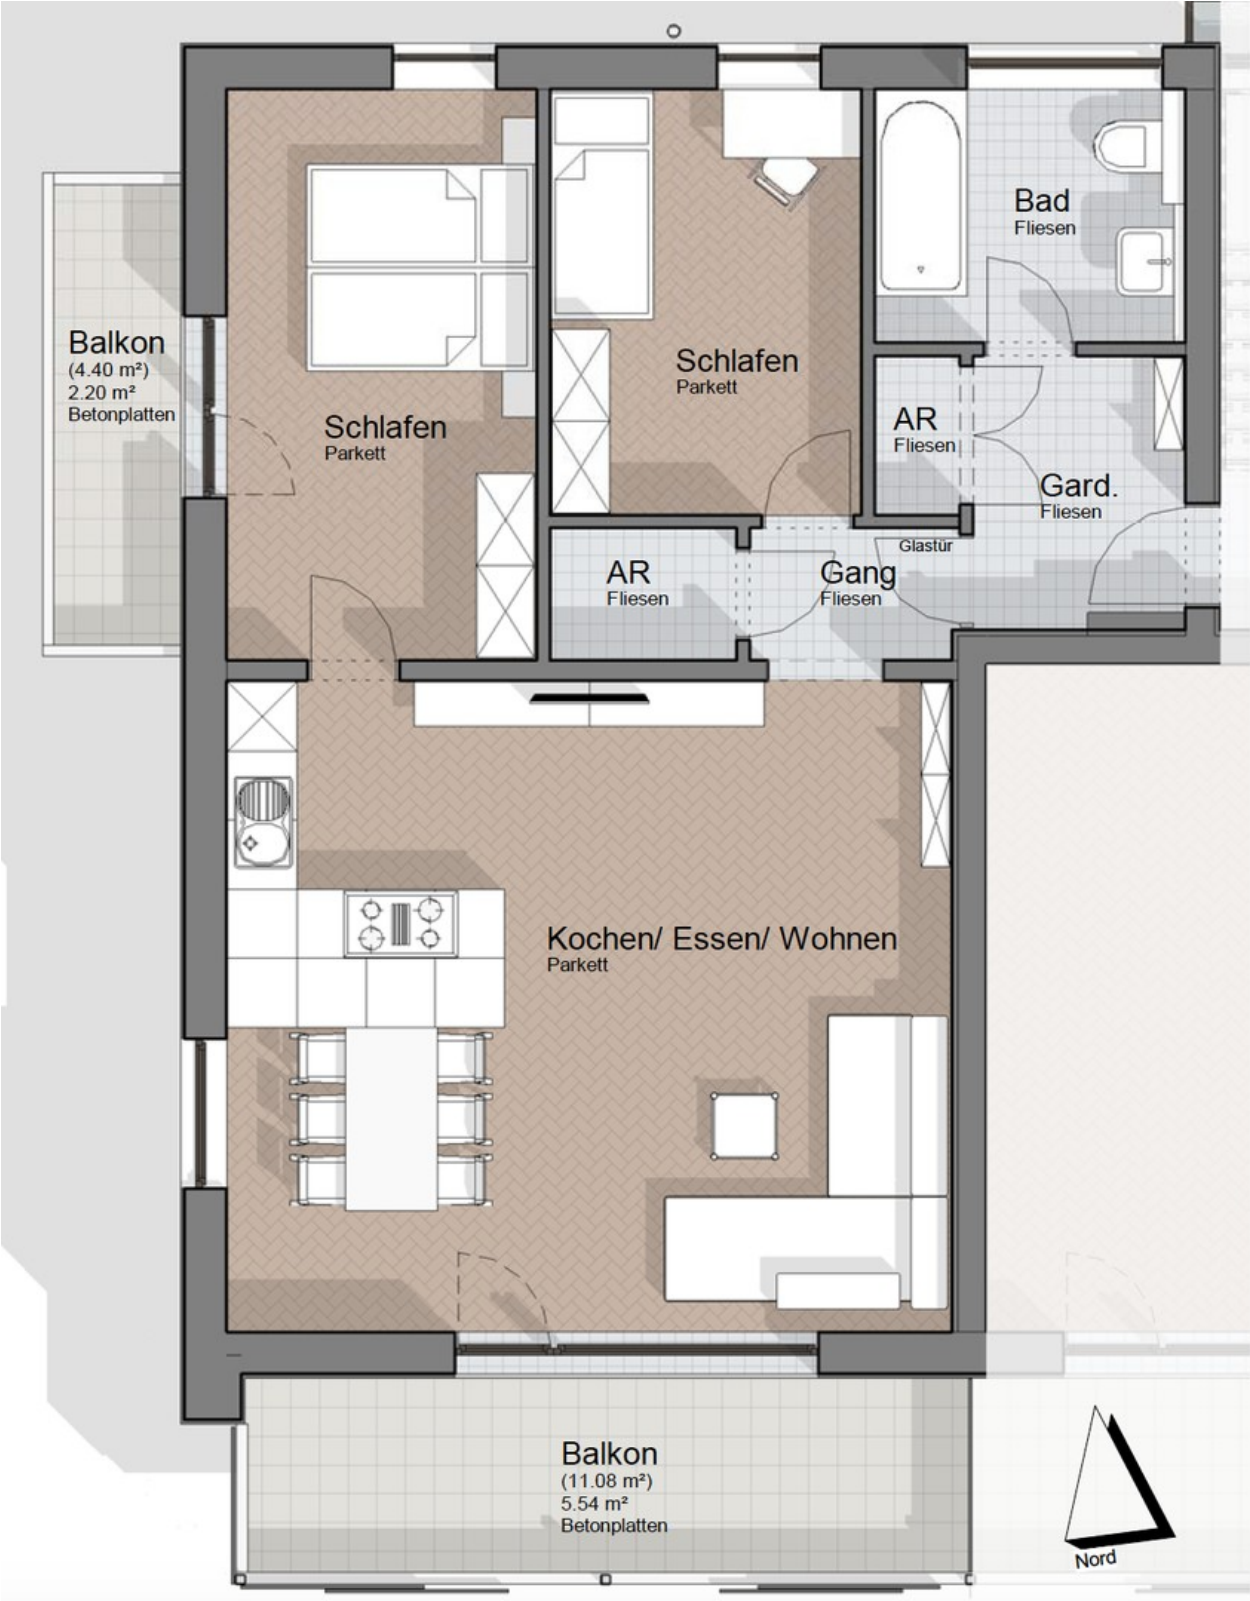 Bad
Fliesen
Balkon
(4.40 m²)
2.20 m²
Betonplatten
Schlafen
Parkett
Schlafen
Parkett
AR
Fliesen
Gard.
Fliesen
Glastür
AR
Fliesen
Gang
Fliesen
Kochen/ Essen/ Wohnen
Parkett
Balkon
(11.08 m²)
5.54 m²
Betonplatten
Nord